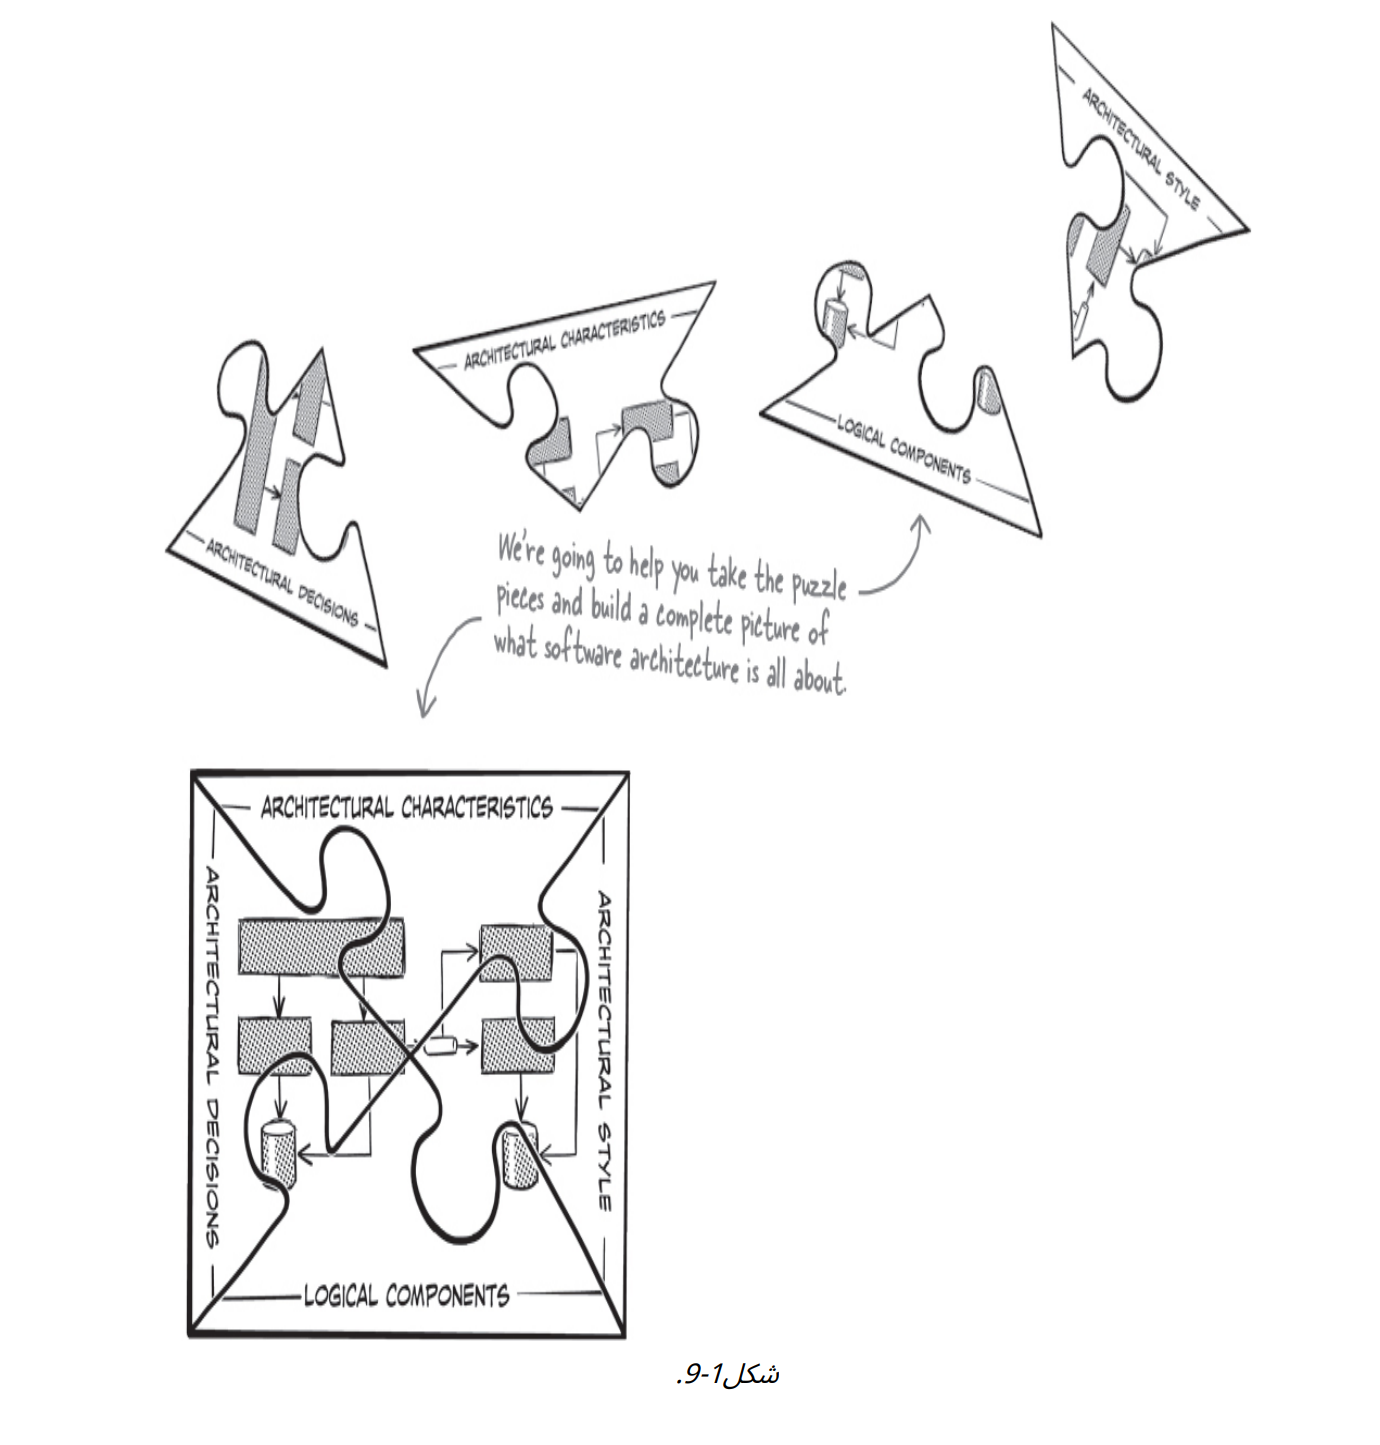 ARCHITECTURAL STYLE
ARCHITECTURAL CHARACTERISTICS
LOGICAL COMPONENTS
ARCHITECTURAL DECISIONS
We're going to help you take the puzzle
pieces and build a complete picture of
what software architecture is all about.
ARCHITECTURAL CHARACTERISTICS
ARCHITECTURAL DECISIONS
ARCHITECTURAL STYLE
LOGICAL COMPONENTS
شکل1-9.